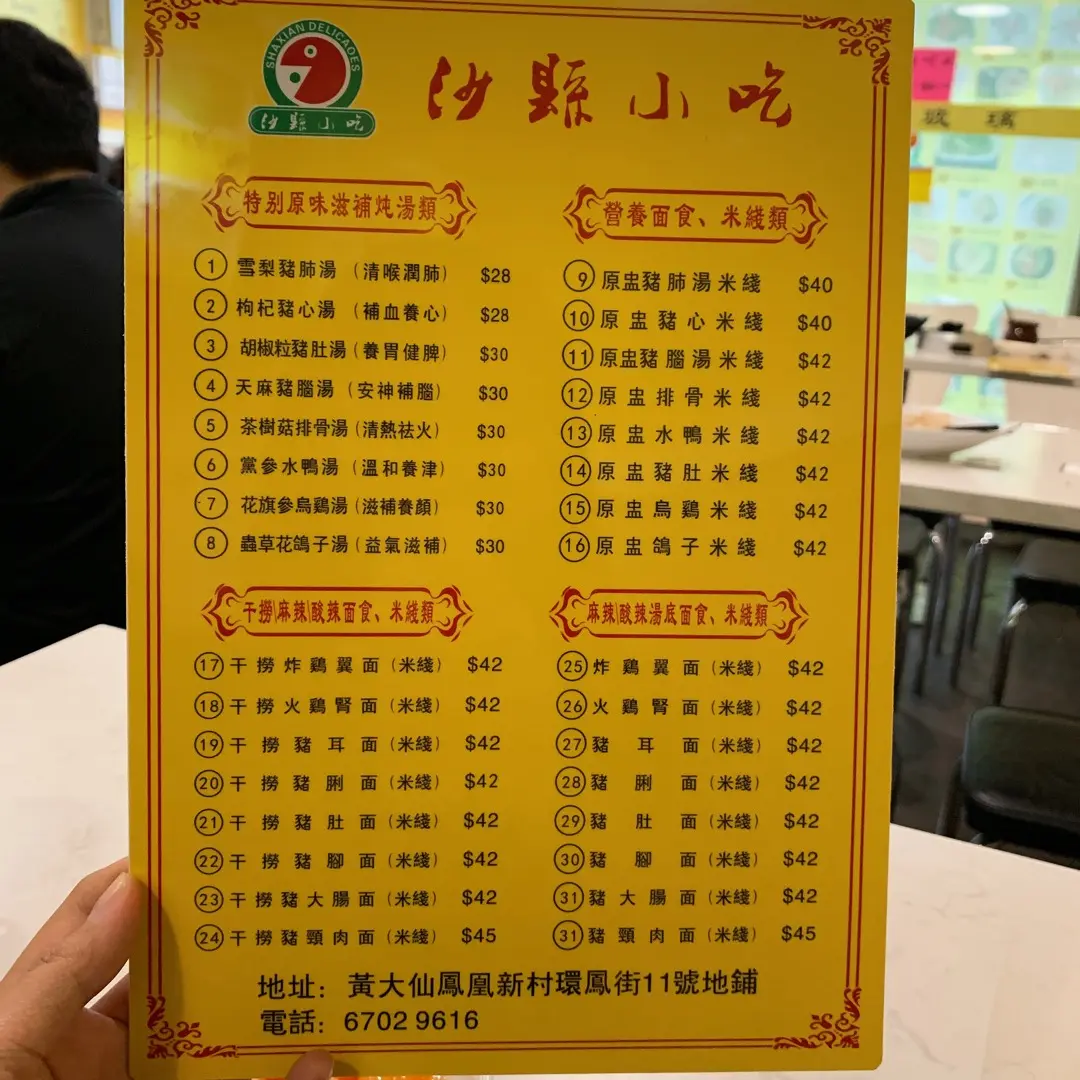 SHAXIAN DELICAOES
沙縣小吃
沙縣小吃
特别原味滋補炖湯類
① 雪梨豬肺湯 (清喉潤肺) $28
② 枸杞豬心湯 (補血養心) $28
③ 胡椒粒豬肚湯 (養胃健脾) $30
④ 天麻豬腦湯 (安神補腦) $30
⑤ 茶樹菇排骨湯 (清熱祛火) $30
⑥ 黨參水鴨湯 (溫和養津) $30
⑦ 花旗參烏鷄湯 (滋補養顏) $30
⑧ 蟲草花鴿子湯 (益氣滋補) $30
營養面食、米綫類
⑨ 原盅豬肺湯米綫 $40
⑩ 原盅豬心米綫 $40
⑪ 原盅豬腦湯米綫 $42
⑫ 原盅排骨米綫 $42
⑬ 原盅水鴨米綫 $42
⑭ 原盅豬肚米綫 $42
⑮ 原盅烏鷄米綫 $42
⑯ 原盅鴿子米綫 $42
干撈\麻辣\酸辣面食、米綫類
⑰ 干撈炸鷄翼面 (米綫) $42
⑱ 干撈火鷄腎面 (米綫) $42
⑲ 干撈豬耳面 (米綫) $42
⑳ 干撈豬脷面 (米綫) $42
㉑ 干撈豬肚面 (米綫) $42
㉒ 干撈豬腳面 (米綫) $42
㉓ 干撈豬大腸面 (米綫) $42
㉔ 干撈豬頸肉面 (米綫) $45
麻辣\酸辣湯底面食、米綫類
㉕ 炸鷄翼面 (米綫) $42
㉖ 火鷄腎面 (米綫) $42
㉗ 豬耳面 (米綫) $42
㉘ 豬脷面 (米綫) $42
㉙ 豬肚面 (米綫) $42
㉚ 豬腳面 (米綫) $42
㉛ 豬大腸面 (米綫) $42
㉛ 豬頸肉面 (米綫) $45
地址：黃大仙鳳凰新村環鳳街11號地鋪
電話：6702 9616